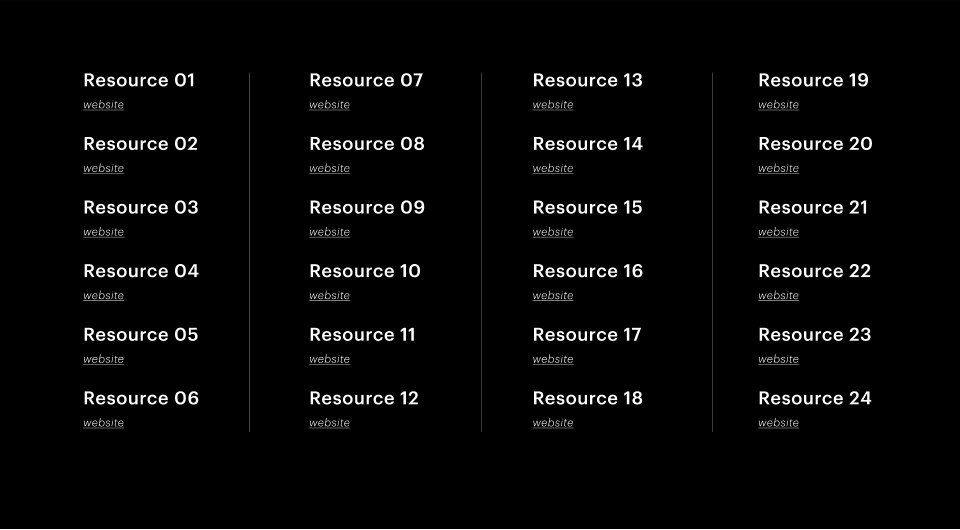 Resource 01
website
Resource 02
website
Resource 03
website
Resource 04
website
Resource 05
website
Resource 06
website
Resource 07
website
Resource 08
website
Resource 09
website
Resource 10
website
Resource 11
website
Resource 12
website
Resource 13
website
Resource 14
website
Resource 15
website
Resource 16
website
Resource 17
website
Resource 18
website
Resource 19
website
Resource 20
website
Resource 21
website
Resource 22
website
Resource 23
website
Resource 24
website